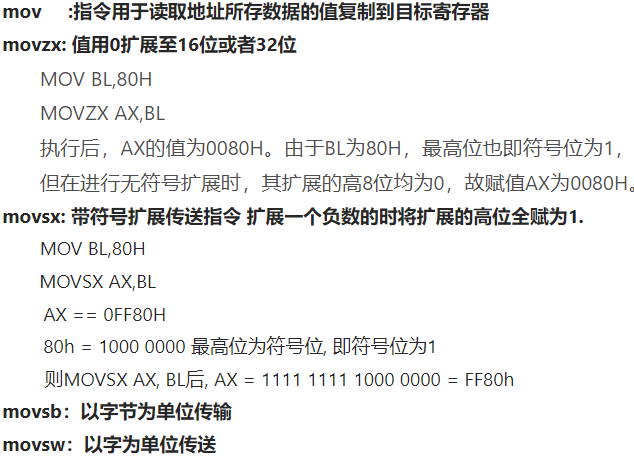 mov     :指令用于读取地址所存数据的值复制到目标寄存器
movzx: 值用0扩展至16位或者32位
MOV BL,80H
MOVZX AX,BL
执行后，AX的值为0080H。由于BL为80H，最高位也即符号位为1，
但在进行无符号扩展时，其扩展的高8位均为0，故赋值AX为0080H。
movsx: 带符号扩展传送指令 扩展一个负数的时将扩展的高位全赋为1.
MOV BL,80H
MOVSX AX,BL
AX == 0FF80H
80h = 1000 0000 最高位为符号位, 即符号位为1
则MOVSX AX, BL后, AX = 1111 1111 1000 0000 = FF80h
movsb：以字节为单位传输
movsw：以字为单位传送